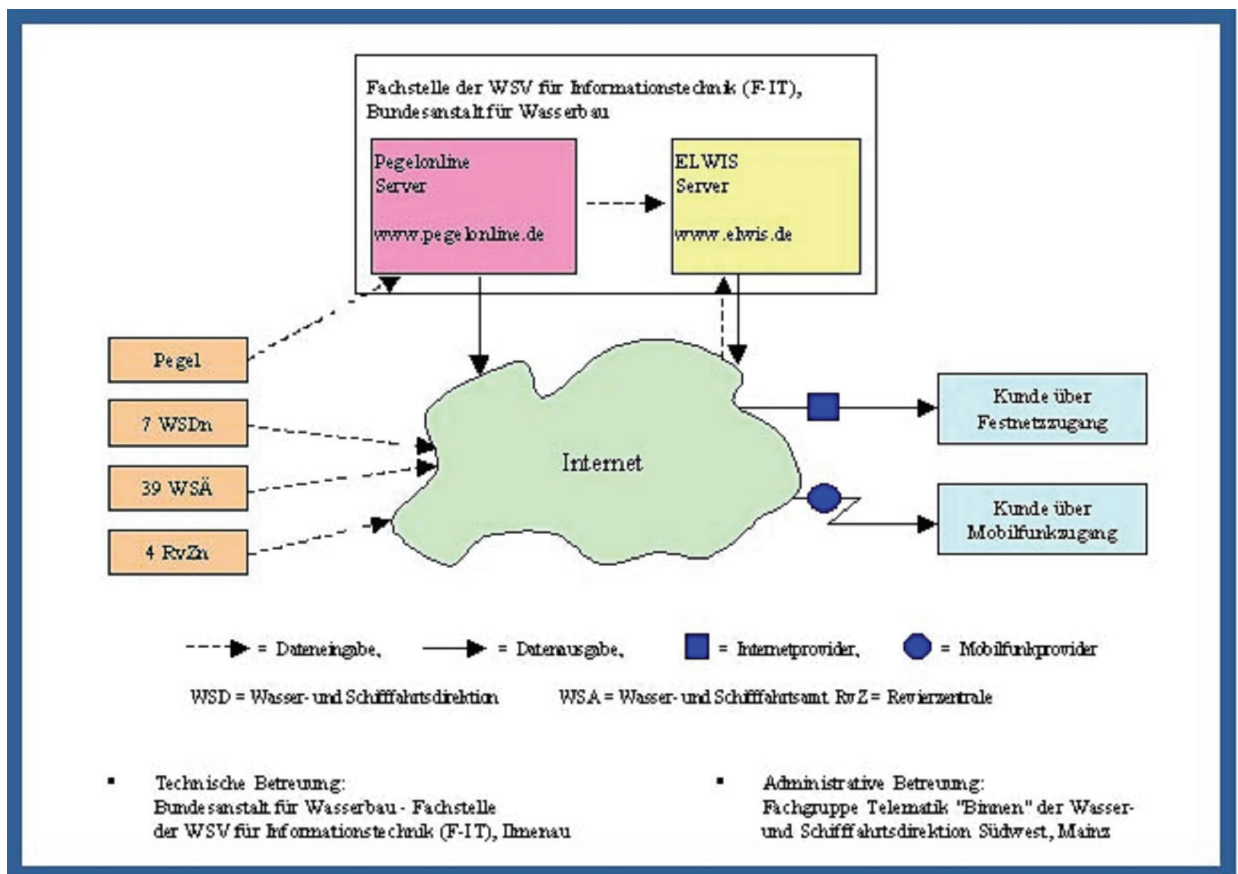 Fachstelle der WSV für Informationstechnik (F-IT),
Bundesanstalt für Wasserbau
Pegelonline
Server
www.pegelonline.de
ELWIS
Server
www.elwis.de
Pegel
7 WSDn
39 WSÄ
4 RvZn
Internet
Kunde über
Festnetzzugang
Kunde über
Mobilfunkzugang
= Dateneingabe, = Datenausgabe, = Internetprovider, = Mobilfunkprovider
WSD = Wasser- und Schifffahrtsdirektion WSA = Wasser- und Schifffahrtsamt RvZ = Revierzentrale
▪ Technische Betreuung:
Bundesanstalt für Wasserbau - Fachstelle
der WSV für Informationstechnik (F-IT), Ilmenau
▪ Administrative Betreuung:
Fachgruppe Telematik "Binnen" der Wasser-
und Schifffahrtsdirektion Südwest, Mainz